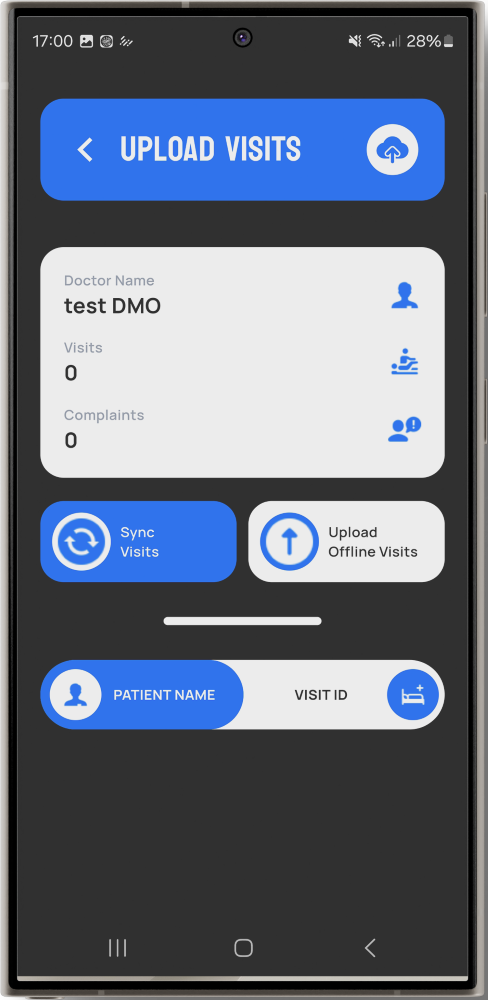 17:00
28%
UPLOAD VISITS
Doctor Name
test DMO
Visits
0
Complaints
0
Sync
Visits
Upload
Offline Visits
PATIENT NAME
VISIT ID